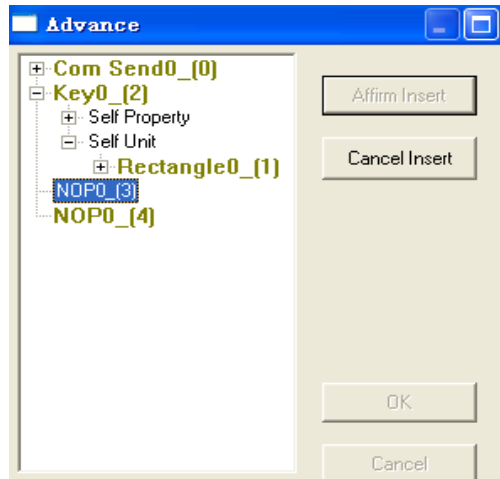 Advance
Com Send0_(0)
Key0_(2)
Self Property
Self Unit
Rectangle0_(1)
NOP0_(3)
NOP0_(4)
Affirm Insert
Cancel Insert
OK
Cancel